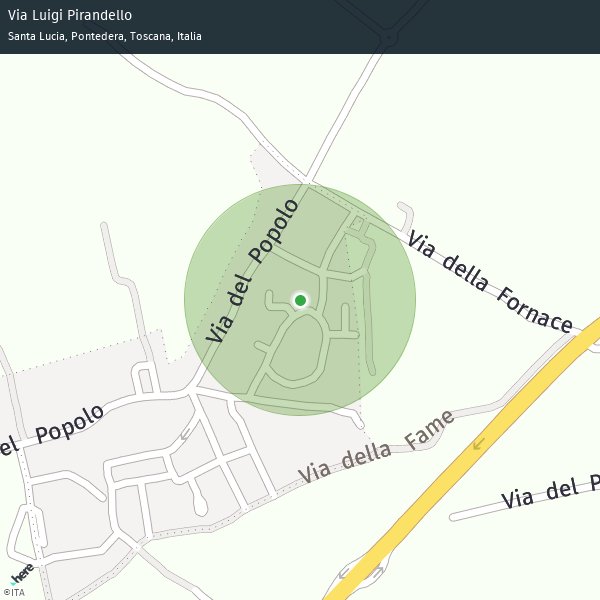 Via Luigi Pirandello
Santa Lucia, Pontedera, Toscana, Italia
Via del Popolo
Via della Fornace
el Popolo
Via della Fame
Via del P
here
©ITA